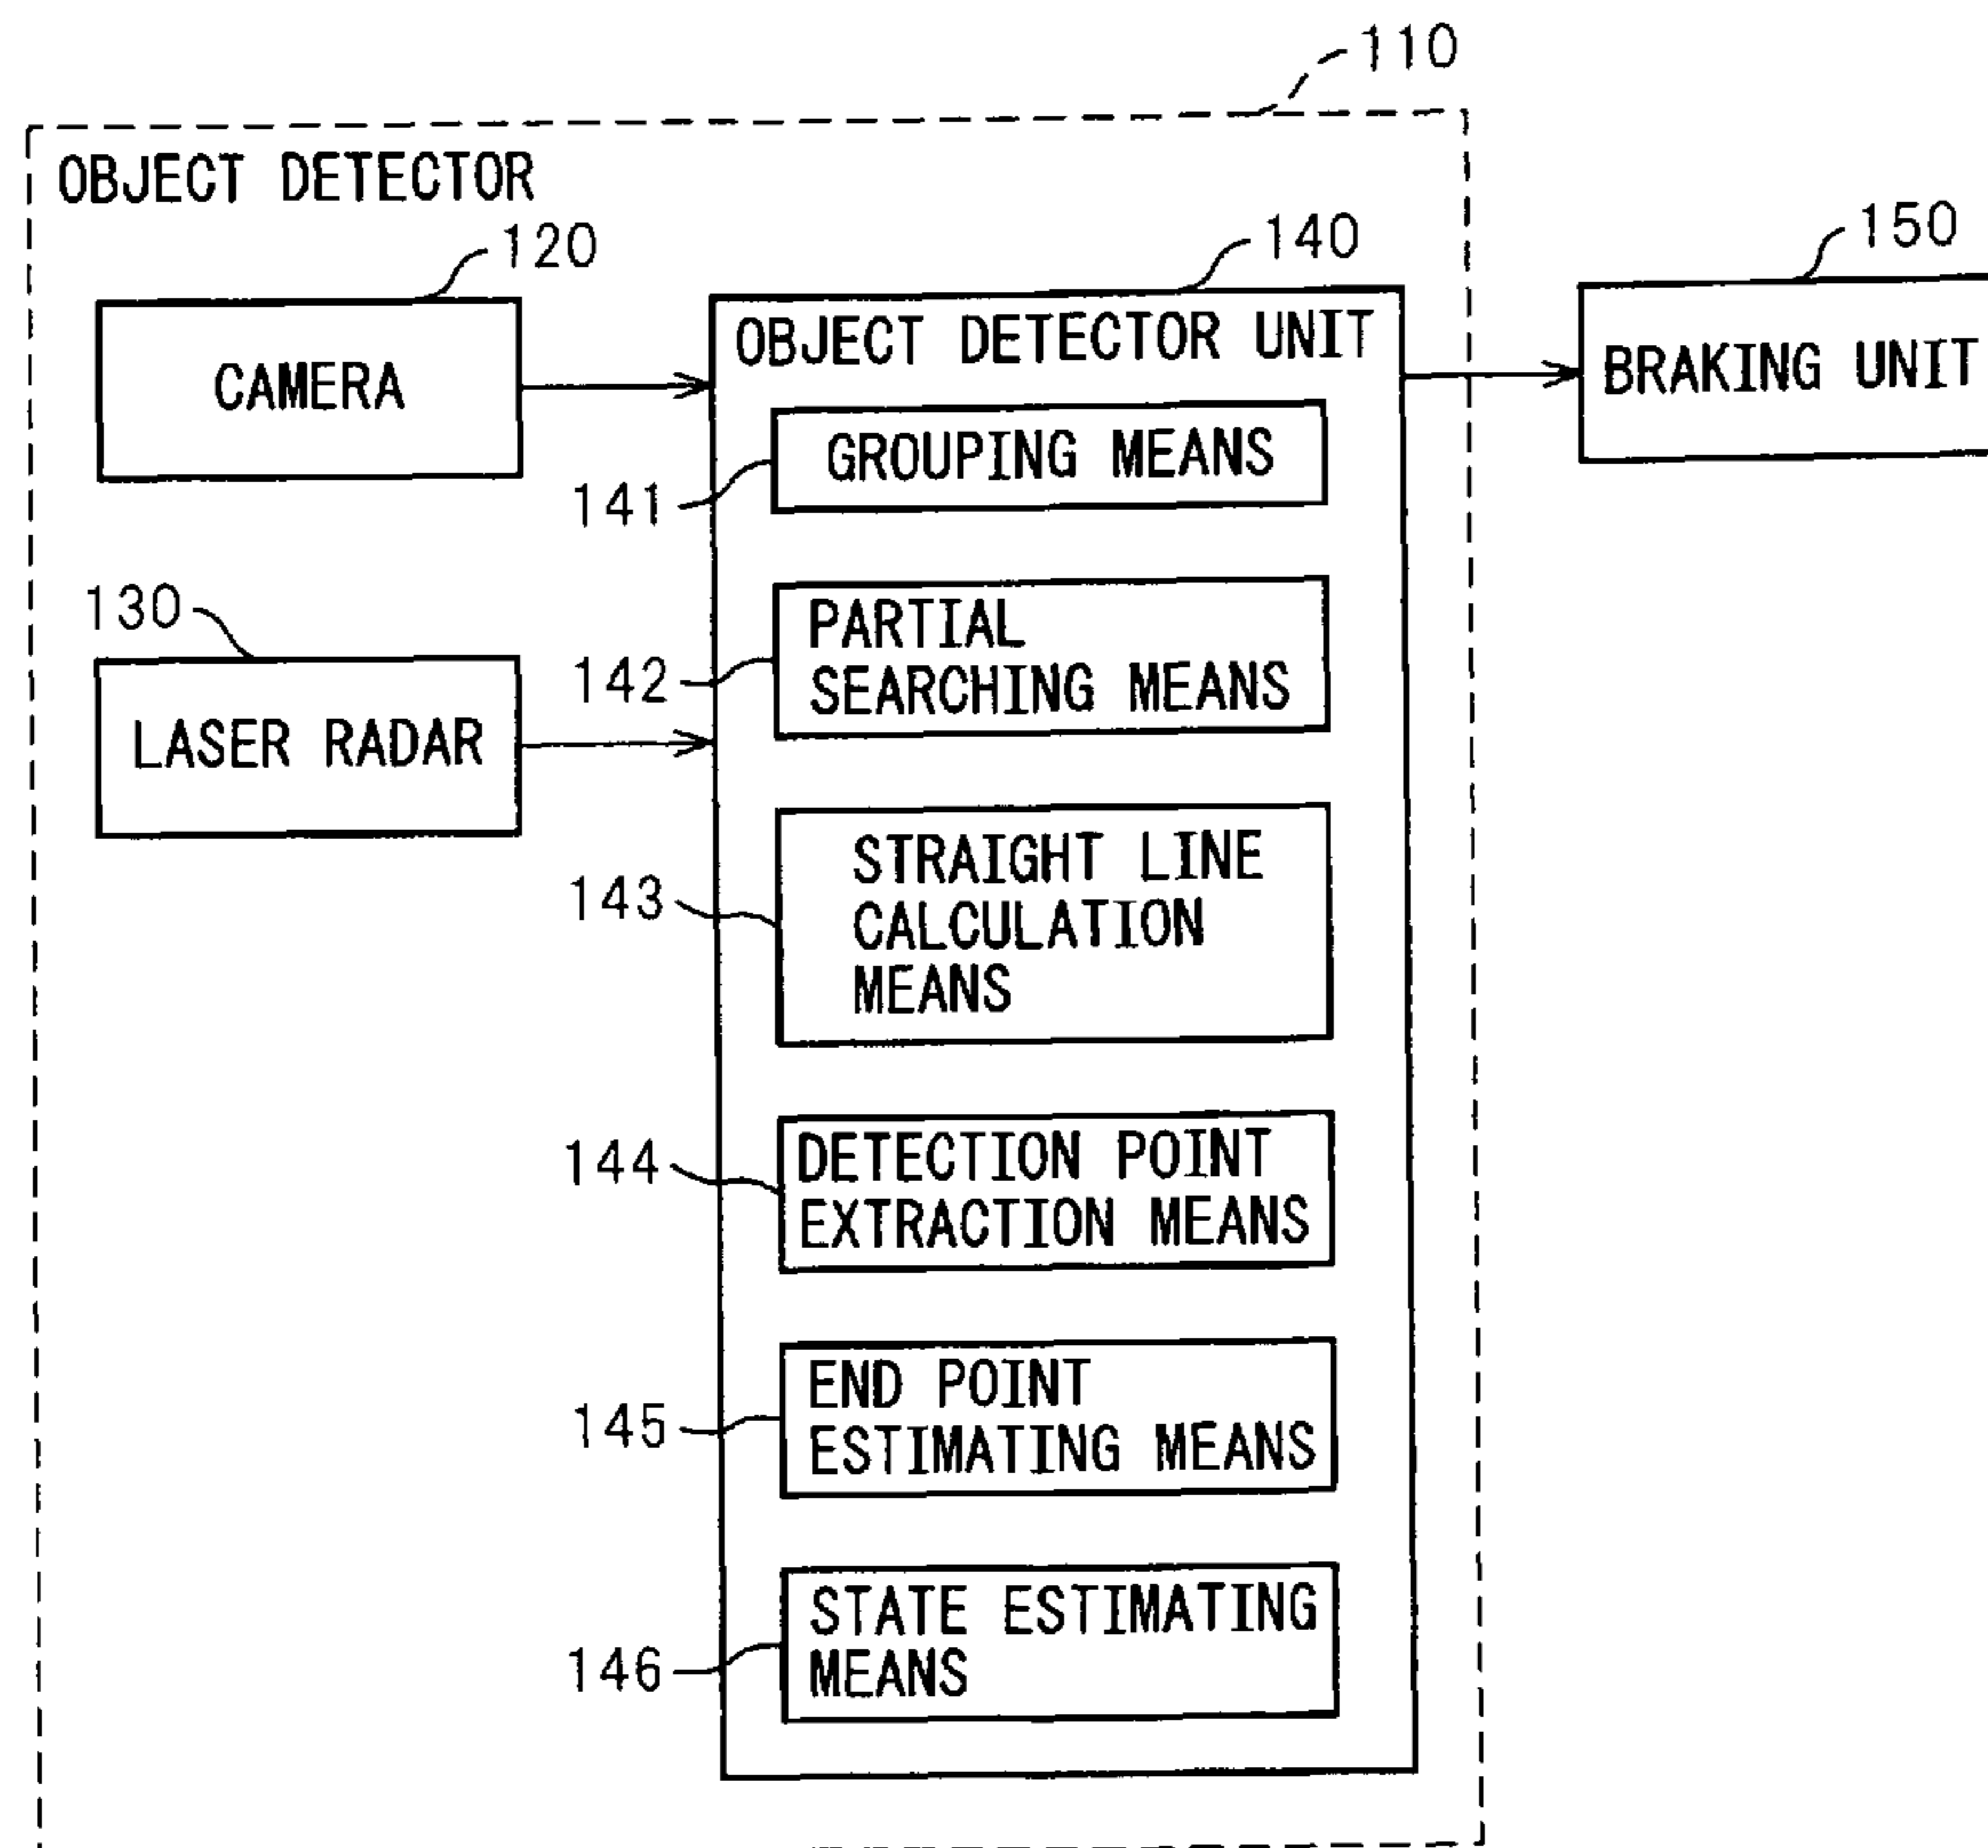 110
OBJECT DETECTOR
120
140
150
OBJECT DETECTOR UNIT
CAMERA
BRAKING UNIT
GROUPING MEANS
141
130
PARTIAL
SEARCHING MEANS
142
LASER RADAR
STRAIGHT LINE
CALCULATION
MEANS
143
DETECTION POINT
EXTRACTION MEANS
144
END POINT
ESTIMATING MEANS
145
STATE ESTIMATING
MEANS
146